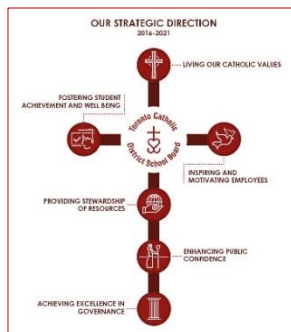 OUR STRATEGIC DIRECTION
2016-2021
LIVING OUR CATHOLIC VALUES
FOSTERING STUDENT
ACHIEVEMENT AND WELL BEING
Toronto Catholic
District School Board
INSPIRING AND
MOTIVATING EMPLOYEES
PROVIDING STEWARDSHIP
OF RESOURCES
ENHANCING PUBLIC
CONFIDENCE
ACHIEVING EXCELLENCE IN
GOVERNANCE